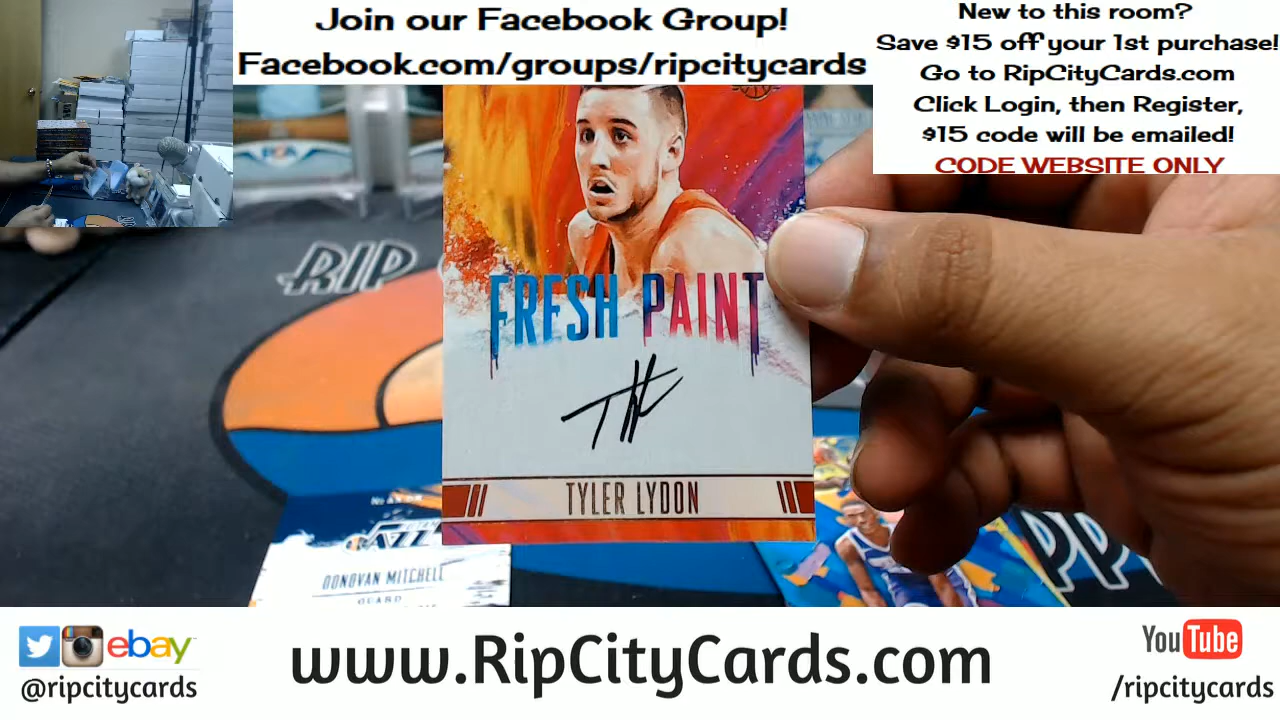 Join our Facebook Group!
Facebook.com/groups/ripcitycards
New to this room?
Save $15 off your 1st purchase!
Go to RipCityCards.com
Click Login, then Register,
$15 code will be emailed!
CODE WEBSITE ONLY
RIP
FRESH PAINT
TYLER LYDON
JAZZ
DONOVAN MITCHELL
GUARD
ebay
@ripcitycards
www.RipCityCards.com
YouTube
/ripcitycards